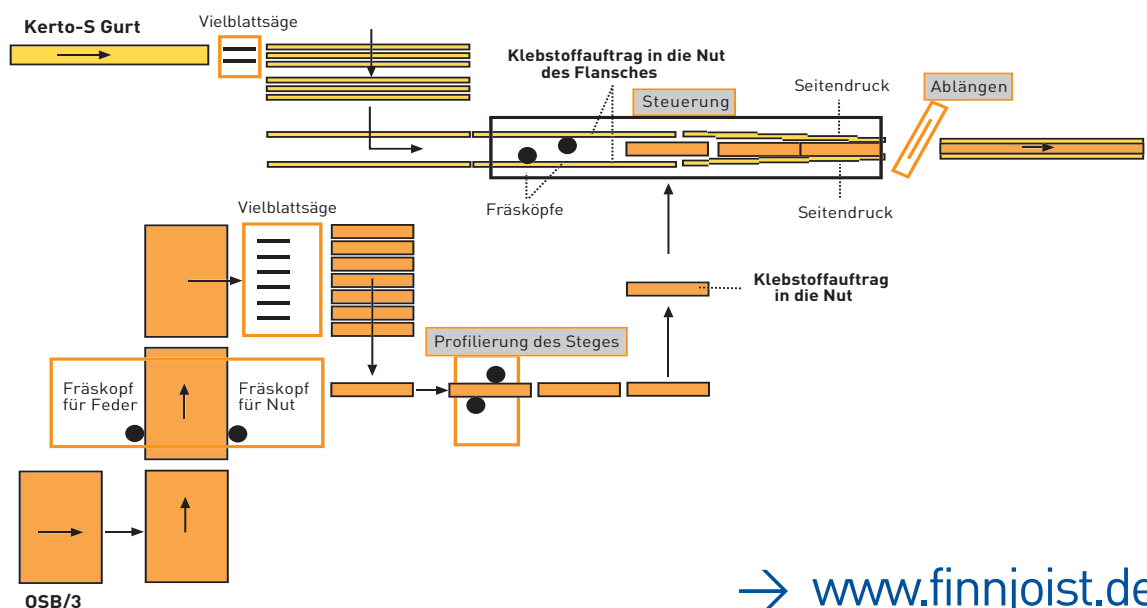 Kerto-S Gurt
Vielblattsäge
Klebstoffauftrag in die Nut
des Flansches
Steuerung
Seitendruck
Ablängen
Fräsköpfe
Seitendruck
Vielblattsäge
Klebstoffauftrag
in die Nut
Profilierung des Steges
Fräskopf
für Feder
Fräskopf
für Nut
OSB/3
→ www.finnjoist.de